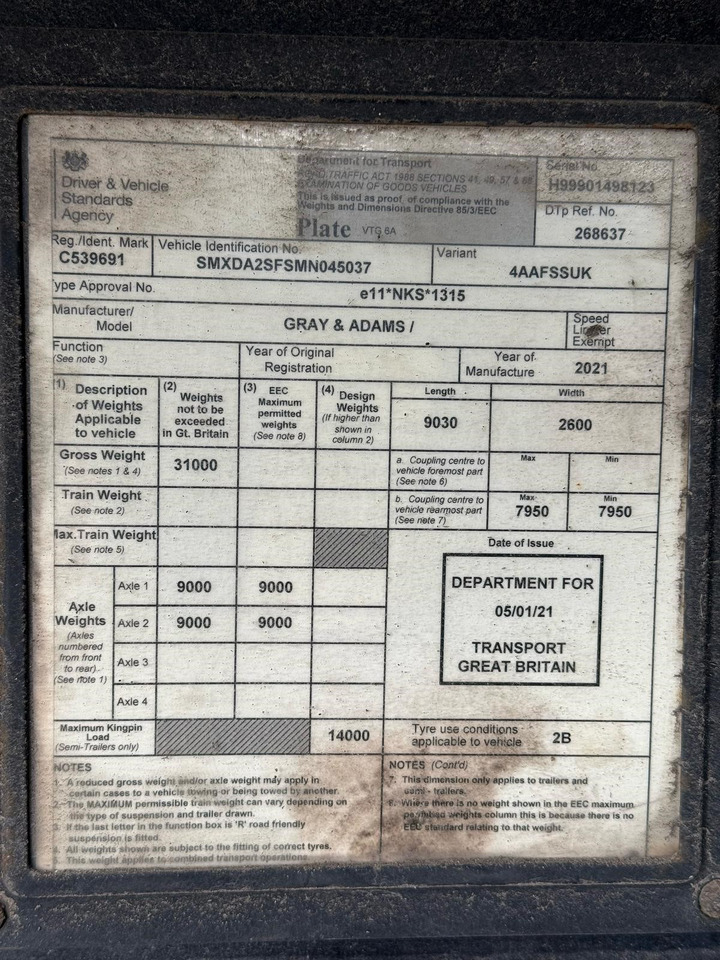 Driver & Vehicle
Standards
Agency
Department for Transport
ROAD TRAFFIC ACT 1988 SECTIONS 41, 49, 57 & 58
EXAMINATION OF GOODS VEHICLES
This is issued as proof of compliance with the
Weights and Dimensions Directive 85/3/EEC
Plate VTG 6A
Serial No.
H99901498123
DTp Ref. No.
268637
Reg./Ident. Mark
C539691
Vehicle Identification No.
SMXDA2SFSMN045037
Variant
4AAFSSUK
ype Approval No.
e11*NKS*1315
Manufacturer/
Model
GRAY & ADAMS /
Speed
Limiter
Exempt
Function
(See note 3)
Year of Original
Registration
Year of
Manufacture
2021
(1) Description
of Weights
Applicable
to vehicle
(2) Weights
not to be
exceeded
in Gt. Britain
(3) EEC
Maximum
permitted
weights
(See note 8)
(4) Design
Weights
(If higher than
shown in
column 2)
Length
9030
Width
2600
Gross Weight
(See notes 1 & 4)
31000
a. Coupling centre to
vehicle foremost part
(See note 6)
Max
Min
Train Weight
(See note 2)
b. Coupling centre to
vehicle rearmost part
(See note 7)
Max
7950
Min
7950
Max.Train Weight
(See note 5)
Date of Issue
DEPARTMENT FOR
05/01/21
TRANSPORT
GREAT BRITAIN
Axle
Weights
(Axles
numbered
from front
to rear)
(See note 1)
Axle 1
9000
9000
Axle 2
9000
9000
Axle 3
Axle 4
Maximum Kingpin
Load
(Semi-Trailers only)
14000
Tyre use conditions
applicable to vehicle
2B
NOTES
1. A reduced gross weight and/or axle weight may apply in
certain cases to a vehicle towing or being towed by another.
2. The MAXIMUM permissible train weight can vary depending on
the type of suspension and trailer drawn.
3. If the last letter in the function box is 'R' road friendly
suspension is fitted.
4. All weights shown are subject to the fitting of correct tyres.
5. This weight applies to combined transport operations
NOTES (Cont'd)
7. This dimension only applies to trailers and
semi - trailers.
8. Where there is no weight shown in the EEC maximum
permitted weights column this is because there is no
EEC standard relating to that weight.